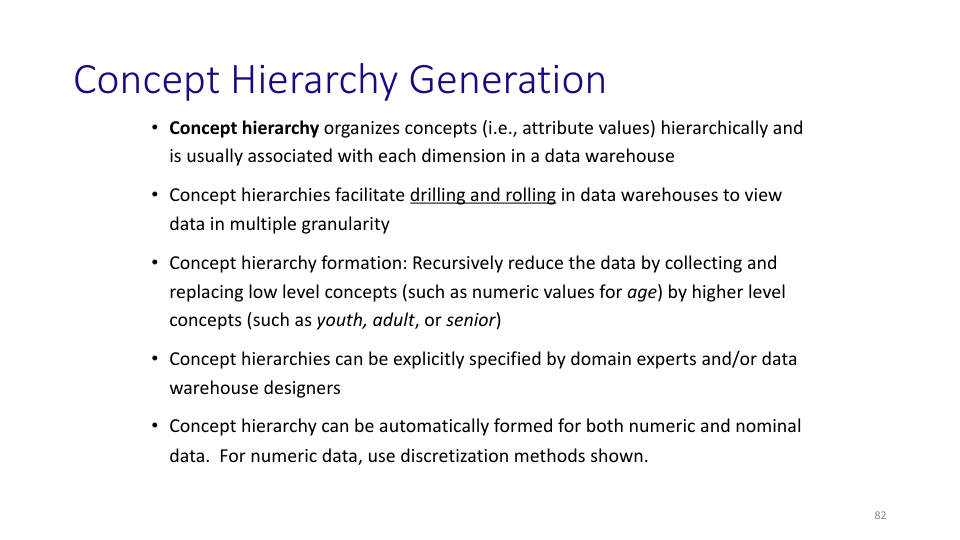 Concept Hierarchy Generation
• Concept hierarchy organizes concepts (i.e., attribute values) hierarchically and
is usually associated with each dimension in a data warehouse
• Concept hierarchies facilitate drilling and rolling in data warehouses to view
data in multiple granularity
• Concept hierarchy formation: Recursively reduce the data by collecting and
replacing low level concepts (such as numeric values for age) by higher level
concepts (such as youth, adult, or senior)
• Concept hierarchies can be explicitly specified by domain experts and/or data
warehouse designers
• Concept hierarchy can be automatically formed for both numeric and nominal
data.  For numeric data, use discretization methods shown.
82